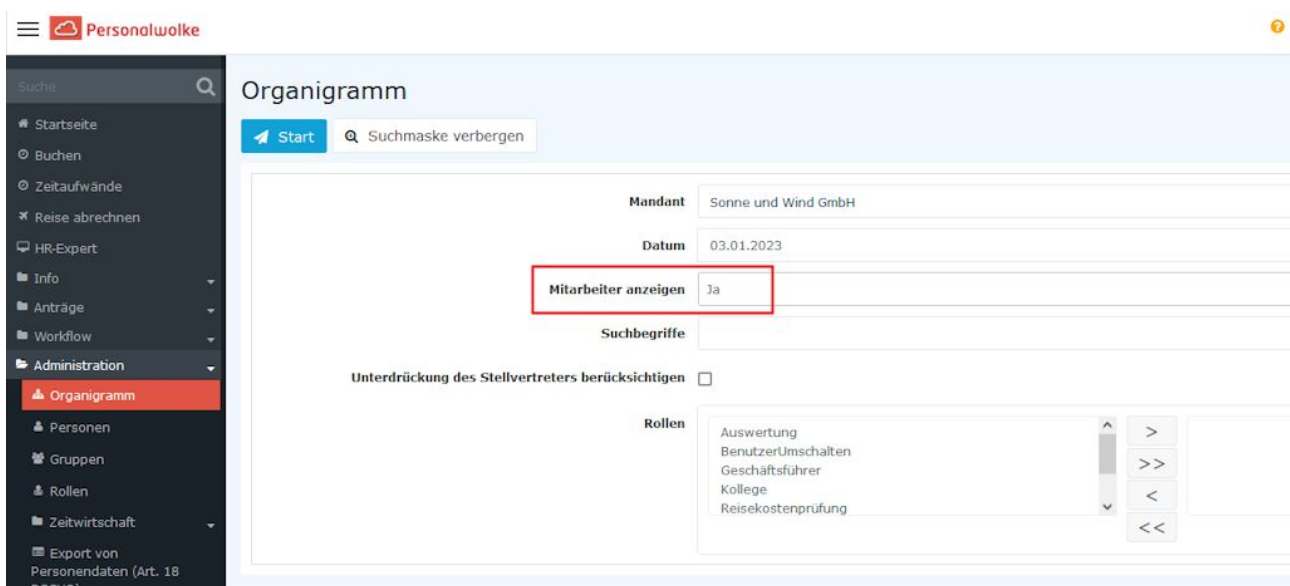 Personalwolke
Suche
Startseite
Buchen
Zeitaufwände
Reise abrechnen
HR-Expert
Info
Anträge
Workflow
Administration
Organigramm
Personen
Gruppen
Rollen
Zeitwirtschaft
Export von
Personendaten (Art. 18
Organigramm
Start
Suchmaske verbergen
Mandant Sonne und Wind GmbH
Datum 03.01.2023
Mitarbeiter anzeigen Ja
Suchbegriffe
Unterdrückung des Stellvertreters berücksichtigen
Rollen
Auswertung
BenutzerUmschalten
Geschäftsführer
Kollege
Reisekostenprüfung
>
>>
<
<<